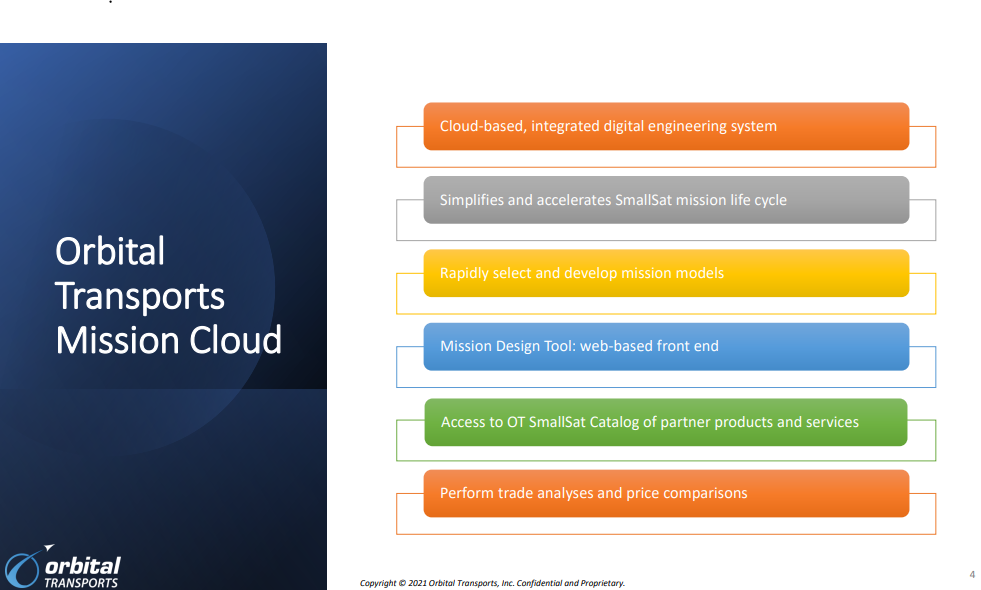 Orbital
Transports
Mission Cloud
Cloud-based, integrated digital engineering system
Simplifies and accelerates SmallSat mission life cycle
Rapidly select and develop mission models
Mission Design Tool: web-based front end
Access to OT SmallSat Catalog of partner products and services
Perform trade analyses and price comparisons
orbital
TRANSPORTS
Copyright © 2021 Orbital Transports, Inc. Confidential and Proprietary.
4